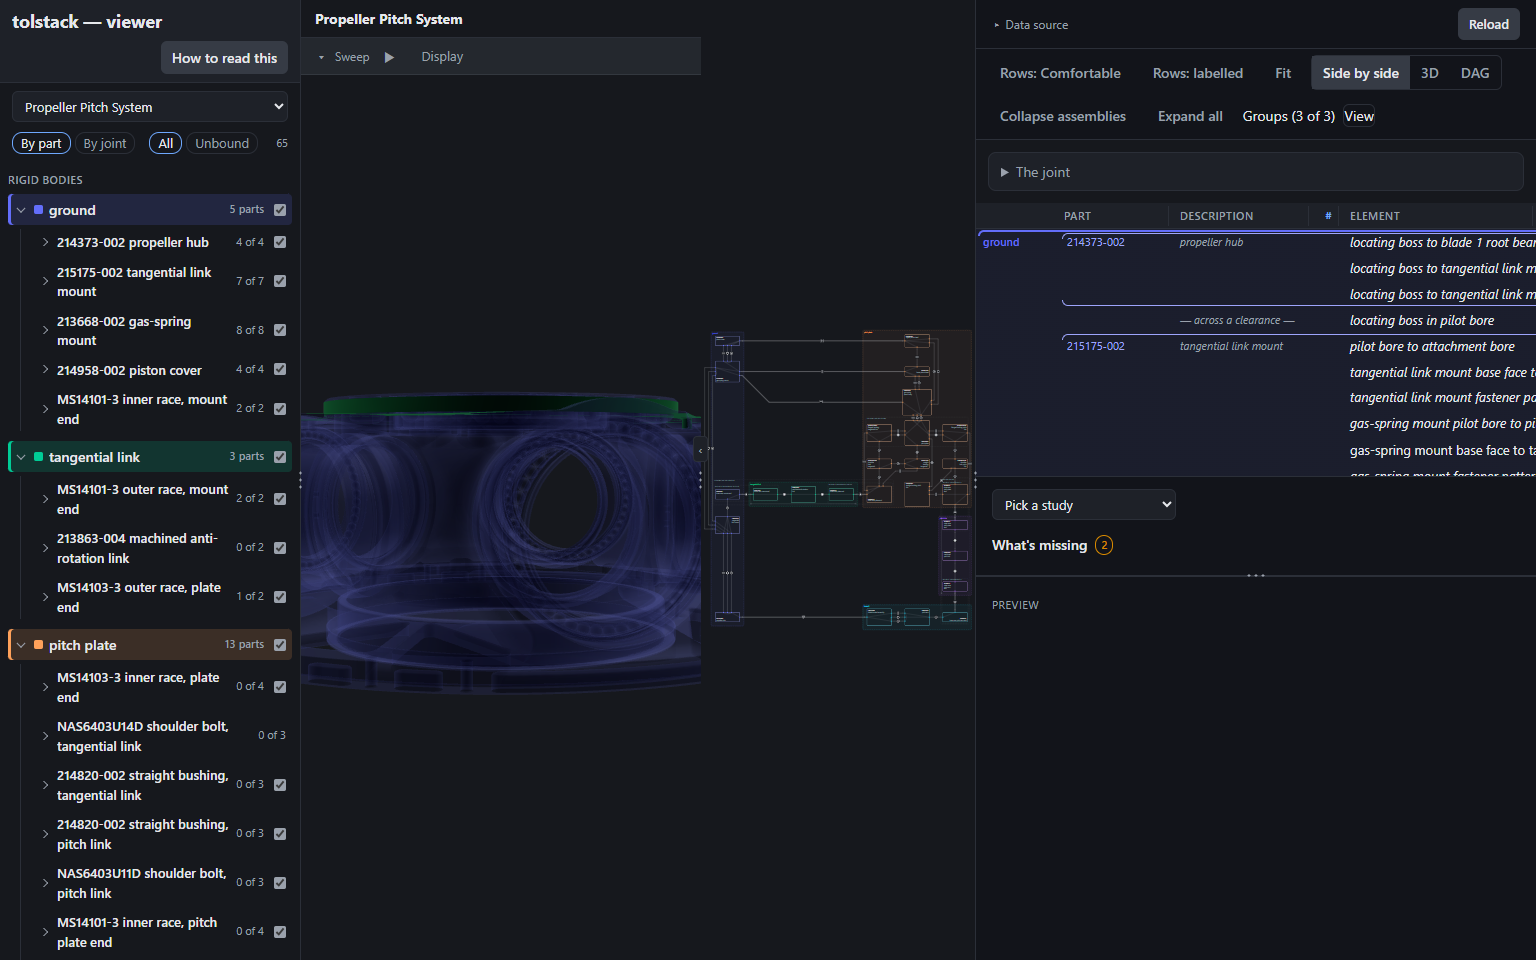 tolstack — viewer
How to read this
Propeller Pitch System
By part
By joint
All
Unbound
65
RIGID BODIES
ground
5 parts
214373-002 propeller hub
4 of 4
215175-002 tangential link mount
7 of 7
213668-002 gas-spring mount
8 of 8
214958-002 piston cover
4 of 4
MS14101-3 inner race, mount end
2 of 2
tangential link
3 parts
MS14101-3 outer race, mount end
2 of 2
213863-004 machined anti-rotation link
0 of 2
MS14103-3 outer race, plate end
1 of 2
pitch plate
13 parts
MS14103-3 inner race, plate end
0 of 4
NAS6403U14D shoulder bolt, tangential link
0 of 3
214820-002 straight bushing, tangential link
0 of 3
214820-002 straight bushing, pitch link
0 of 3
NAS6403U11D shoulder bolt, pitch link
0 of 3
MS14101-3 inner race, pitch plate end
0 of 4
Propeller Pitch System
Sweep
Display
Data source
Reload
Rows: Comfortable
Rows: labelled
Fit
Side by side
3D
DAG
Collapse assemblies
Expand all
Groups (3 of 3)
View
The joint
PART
DESCRIPTION
#
ELEMENT
ground
214373-002
propeller hub
locating boss to blade 1 root bear
locating boss to tangential link m
locating boss to tangential link m
— across a clearance —
locating boss in pilot bore
215175-002
tangential link mount
pilot bore to attachment bore
tangential link mount base face to
tangential link mount fastener pa
gas-spring mount pilot bore to pi
gas-spring mount base face to ta
gas-spring mount fastener pattern
Pick a study
What's missing
2
PREVIEW